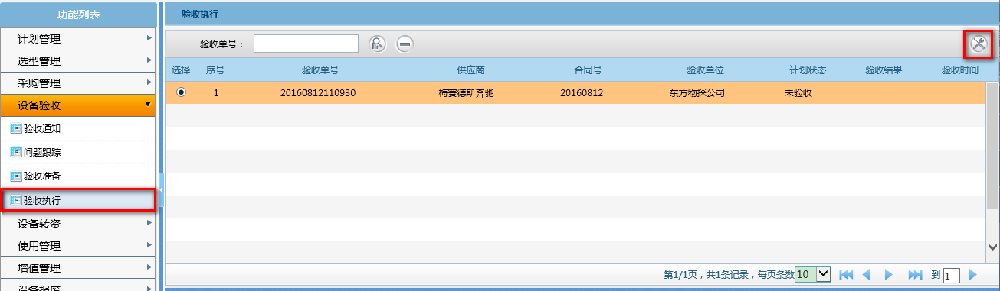 功能列表
计划管理
选型管理
采购管理
设备验收
验收通知
问题跟踪
验收准备
验收执行
设备转资
使用管理
增值管理
设备报废
验收执行
验收单号：
选择 序号 验收单号 供应商 合同号 验收单位 计划状态 验收结果 验收时间
1 20160812110930 梅赛德斯奔驰 20160812 东方物探公司 未验收
第1/1页，共1条记录，每页条数 10 到 1